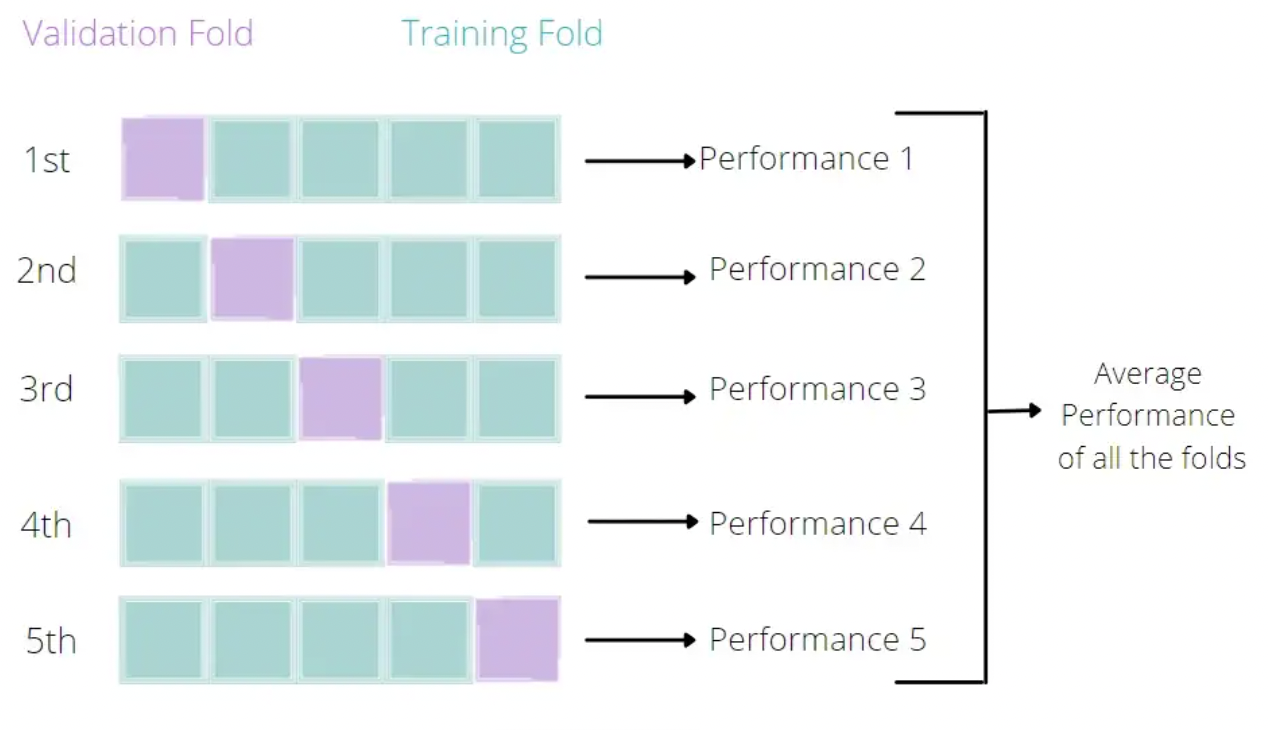 Validation Fold
Training Fold
1st
Performance 1
2nd
Performance 2
3rd
Performance 3
4th
Performance 4
5th
Performance 5
Average
Performance
of all the folds